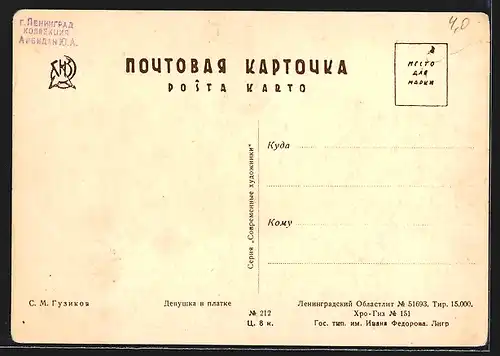 г. ЛЕНИНГРАД
КОЛЛЕКЦИЯ
АЙБИДАН Ю.А.
4,0
ПОЧТОВАЯ КАРТОЧКА
POŜTA KARTO
МЕСТО
ДЛЯ
МАРКИ
Куда
Кому
Серия „Современные художники"
С. М. Гузиков
Девушка в платке
№ 212
Ц. 8 к.
Ленинградский Областлит № 51693. Тир. 15.000.
Хро-Гиз № 151
Гос. тип. им. Ивана Федорова. Лнгр